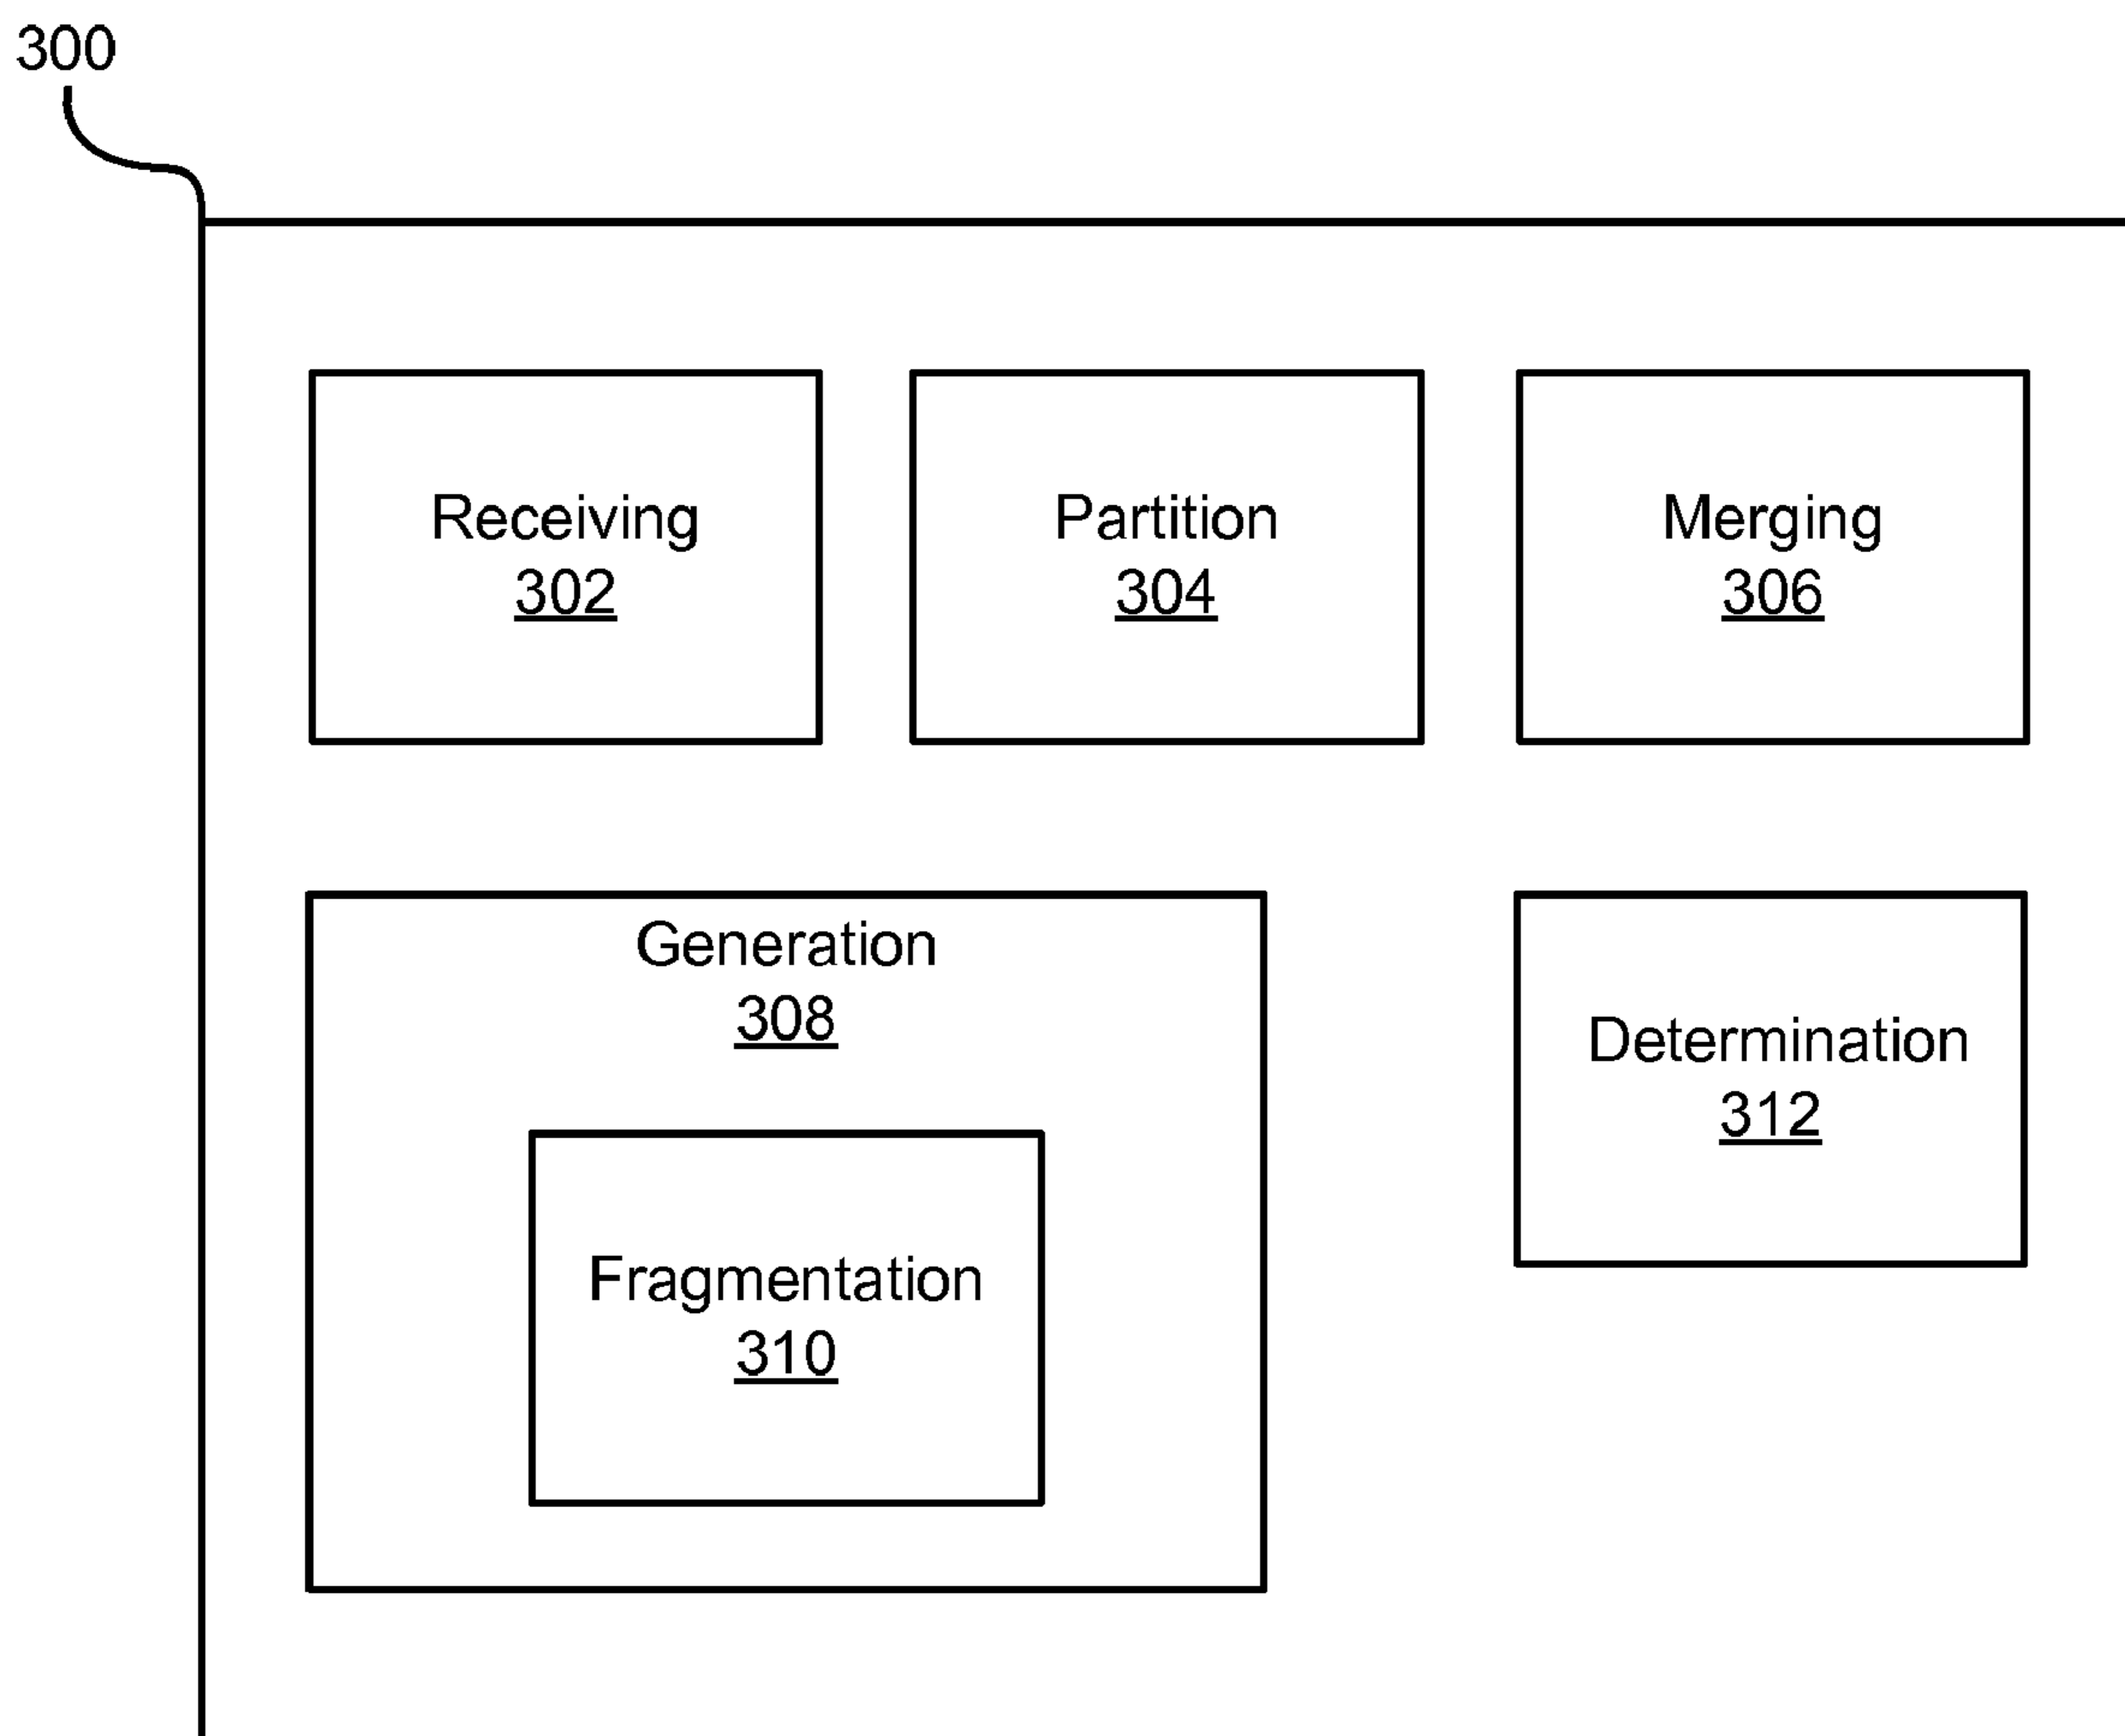 300
Receiving
302
Partition
304
Merging
306
Generation
308
Fragmentation
310
Determination
312